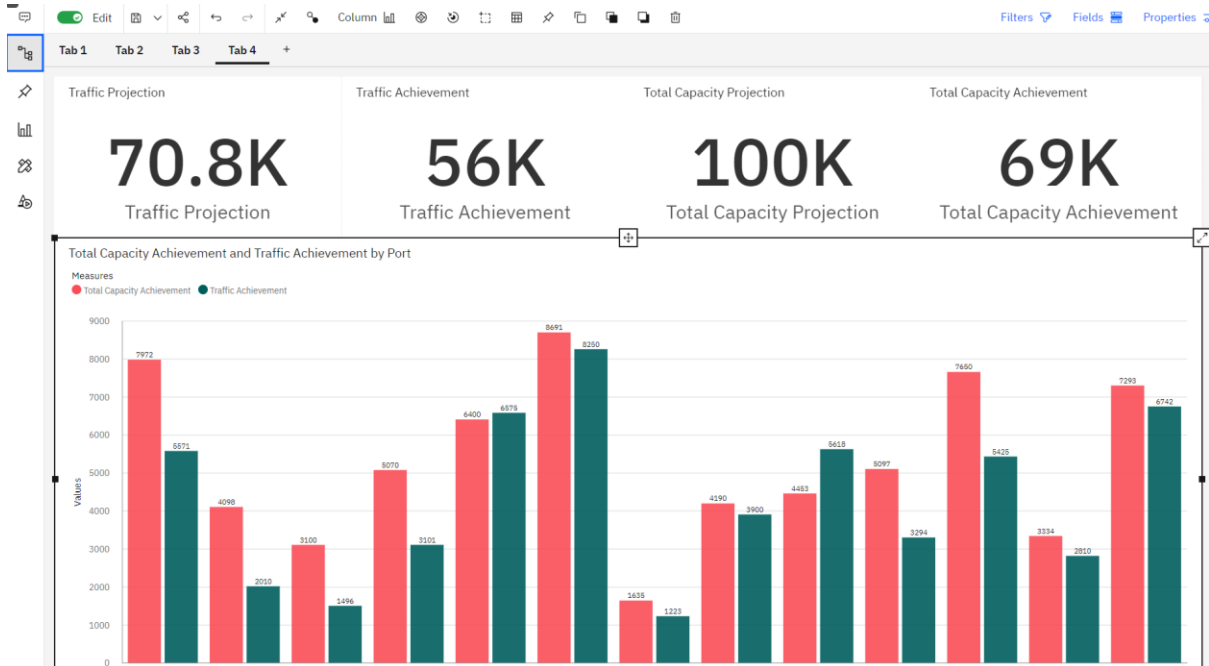 Edit Column Filters Fields Properties
Tab 1 Tab 2 Tab 3 Tab 4 +
Traffic Projection Traffic Achievement Total Capacity Projection Total Capacity Achievement
70.8K 56K 100K 69K
Traffic Projection Traffic Achievement Total Capacity Projection Total Capacity Achievement
Total Capacity Achievement and Traffic Achievement by Port
Measures
Total Capacity Achievement Traffic Achievement
Values
9000
8000
7000
6000
5000
4000
3000
2000
1000
0
7972 5571
4098 2010
3100 1496
5070 3101
6400 6575
8691 8250
1635 1223
4190 3900
4453 5618
5097 3294
7650 5425
3334 2810
7293 6742